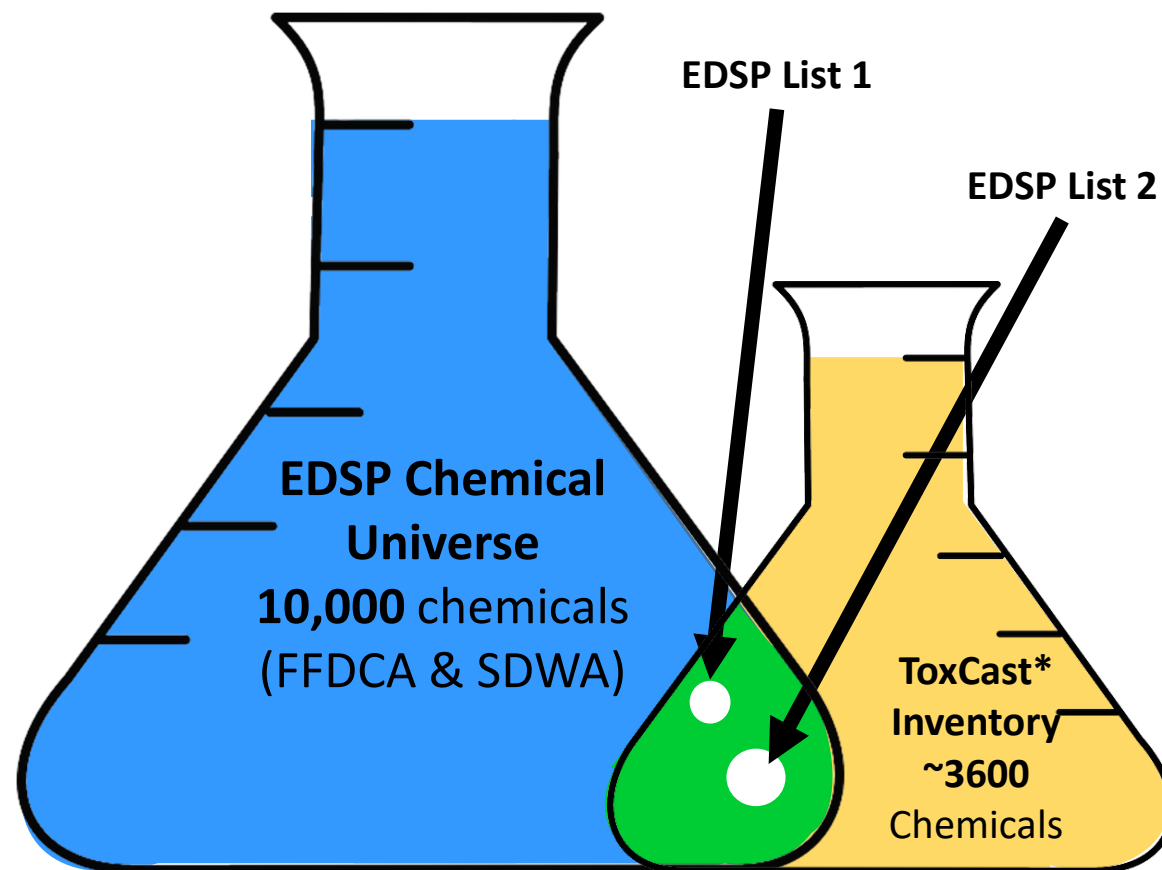 EDSP List 1
EDSP List 2
EDSP Chemical
Universe
10,000 chemicals
(FFDCA & SDWA)
ToxCast*
Inventory
~3600
Chemicals